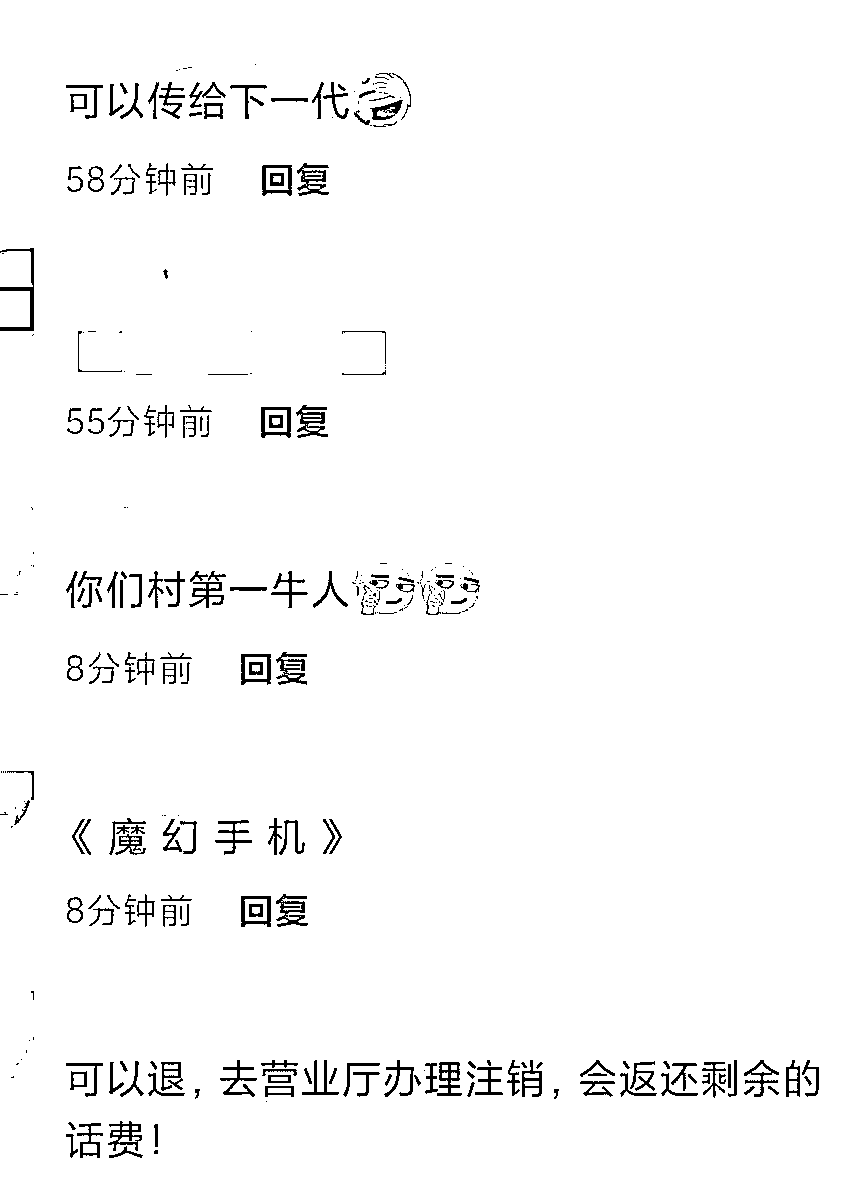 可以传给下一代
58分钟前 回复
55分钟前 回复
你们村第一牛人
8分钟前 回复
《魔幻手机》
8分钟前 回复
可以退，去营业厅办理注销，会返还剩余的
话费！